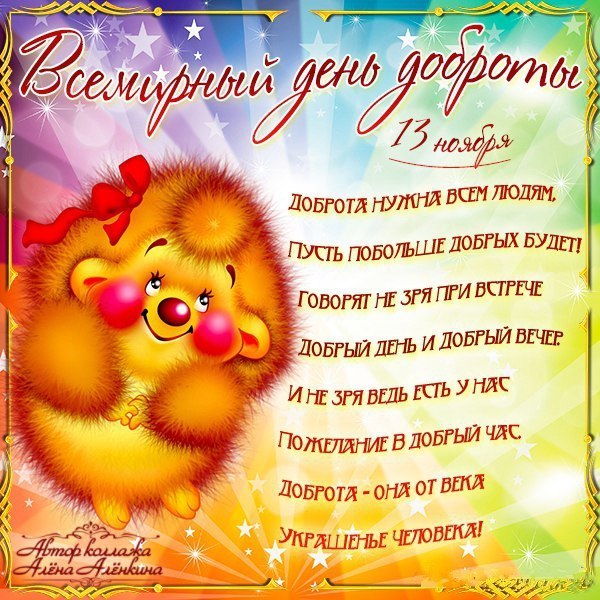 Всемирный день доброты
13 ноября
ДОБРОТА НУЖНА ВСЕМ ЛЮДЯМ,
ПУСТЬ ПОБОЛЬШЕ ДОБРЫХ БУДЕТ!
ГОВОРЯТ НЕ ЗРЯ ПРИ ВСТРЕЧЕ
ДОБРЫЙ ДЕНЬ И ДОБРЫЙ ВЕЧЕР.
И НЕ ЗРЯ ВЕДЬ ЕСТЬ У НАС
ПОЖЕЛАНИЕ В ДОБРЫЙ ЧАС.
ДОБРОТА - ОНА ОТ ВЕКА
УКРАШЕНЬЕ ЧЕЛОВЕКА!
Автор коллажа
Алёна Алёнкина